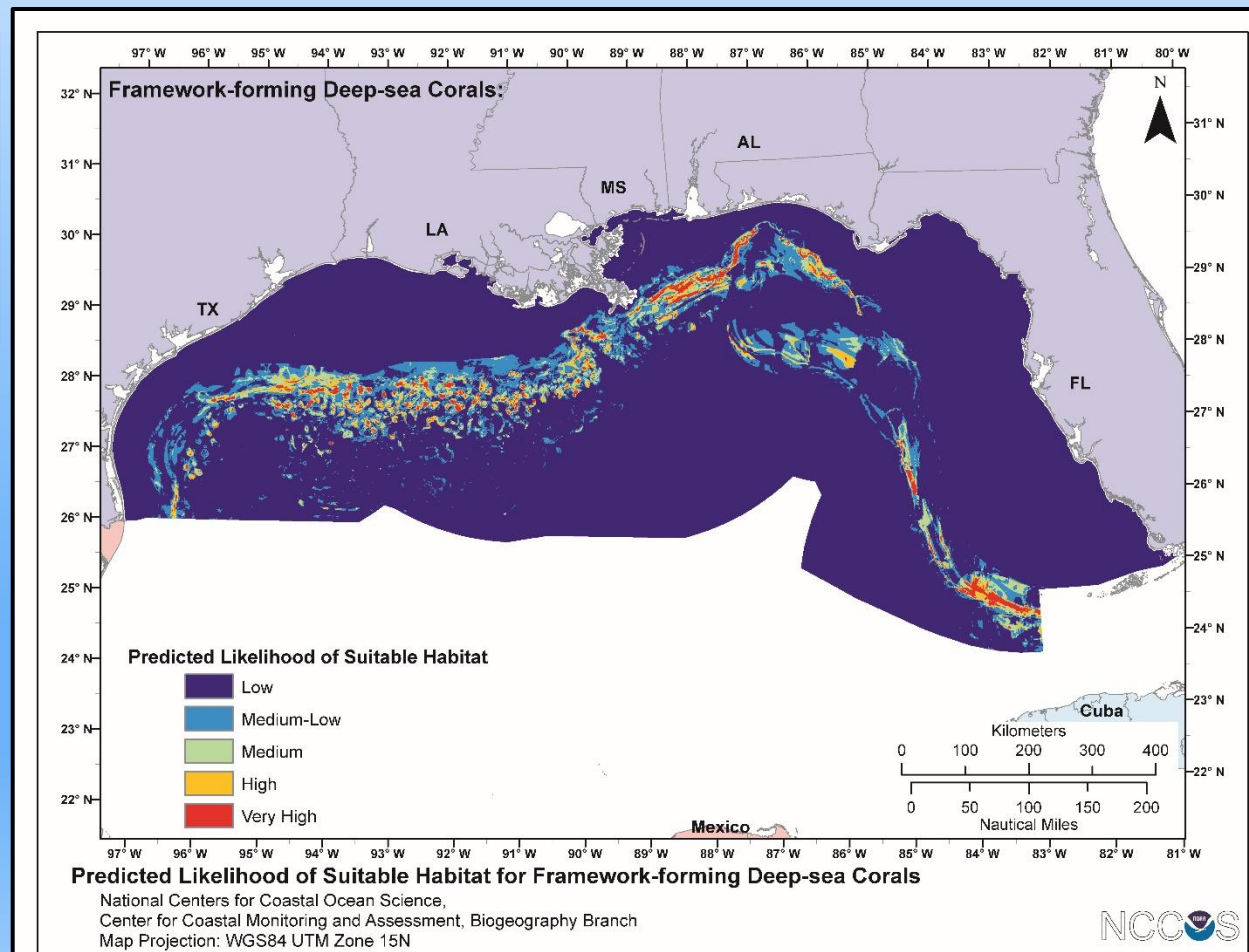 97° W 96° W 95° W 94° W 93° W 92° W 91° W 90° W 89° W 88° W 87° W 86° W 85° W 84° W 83° W 82° W 81° W 80° W
Framework-forming Deep-sea Corals:
N
32° N
31° N
30° N
29° N
28° N
27° N
26° N
25° N
24° N
23° N
22° N
31° N
30° N
29° N
28° N
27° N
26° N
25° N
24° N
23° N
22° N
AL
MS
LA
TX
FL
Predicted Likelihood of Suitable Habitat
Low
Medium-Low
Medium
High
Very High
Cuba
Kilometers
0 100 200 300 400
0 50 100 150 200
Nautical Miles
Mexico
97° W 96° W 95° W 94° W 93° W 92° W 91° W 90° W 89° W 88° W 87° W 86° W 85° W 84° W 83° W 82° W 81° W
Predicted Likelihood of Suitable Habitat for Framework-forming Deep-sea Corals
National Centers for Coastal Ocean Science,
Center for Coastal Monitoring and Assessment, Biogeography Branch
Map Projection: WGS84 UTM Zone 15N
NCCOS